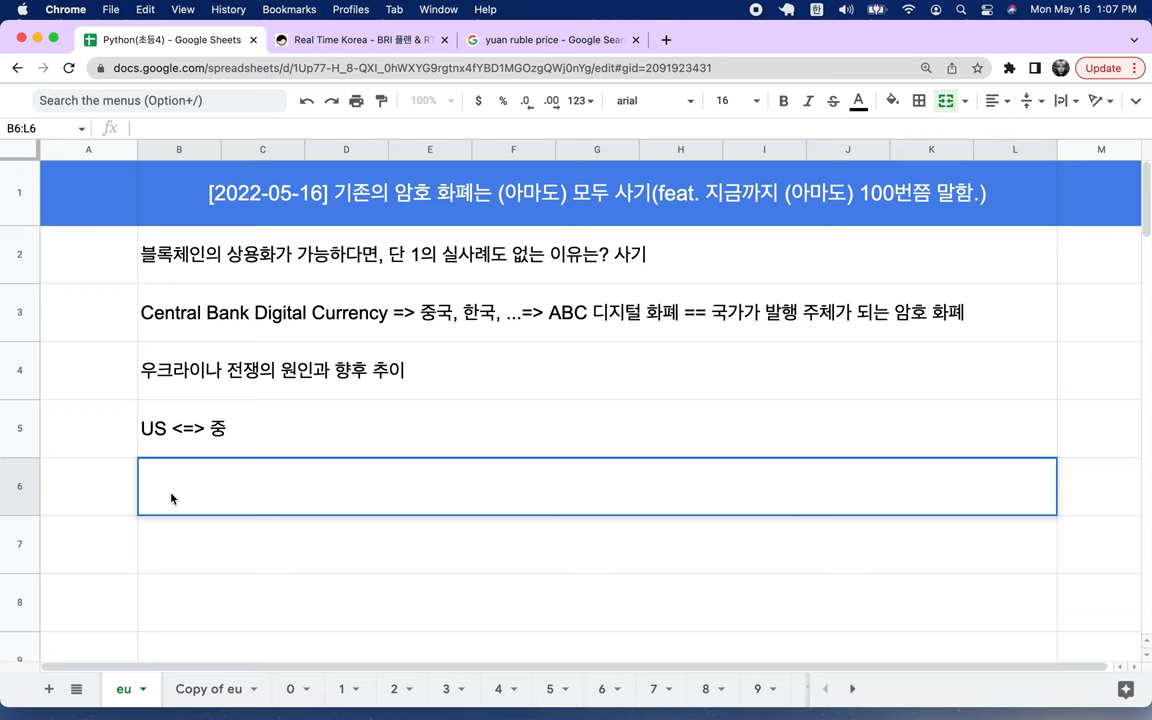 Chrome File Edit View History Bookmarks Profiles Tab Window Help 한 Mon May 16 1:07 PM
Python(초등4) - Google Sheets Real Time Korea - BRI 플랜 & RT yuan ruble price - Google Sear
docs.google.com/spreadsheets/d/1Up77-H_8-QXI_0hWXYG9rgtnx4fYBD1MGOzgQWj0nYg/edit#gid=2091923431 Update
Search the menus (Option+/) 100% $ % .0 .00 123 arial 16 B I S A
B6:L6 fx
A B C D E F G H I J K L M
1 [2022-05-16] 기존의 암호 화폐는 (아마도) 모두 사기(feat. 지금까지 (아마도) 100번쯤 말함.)
2 블록체인의 상용화가 가능하다면, 단 1의 실사례도 없는 이유는? 사기
3 Central Bank Digital Currency => 중국, 한국, ...=> ABC 디지털 화폐 == 국가가 발행 주체가 되는 암호 화폐
4 우크라이나 전쟁의 원인과 향후 추이
5 US <=> 중
6
7
8
9
eu Copy of eu 0 1 2 3 4 5 6 7 8 9